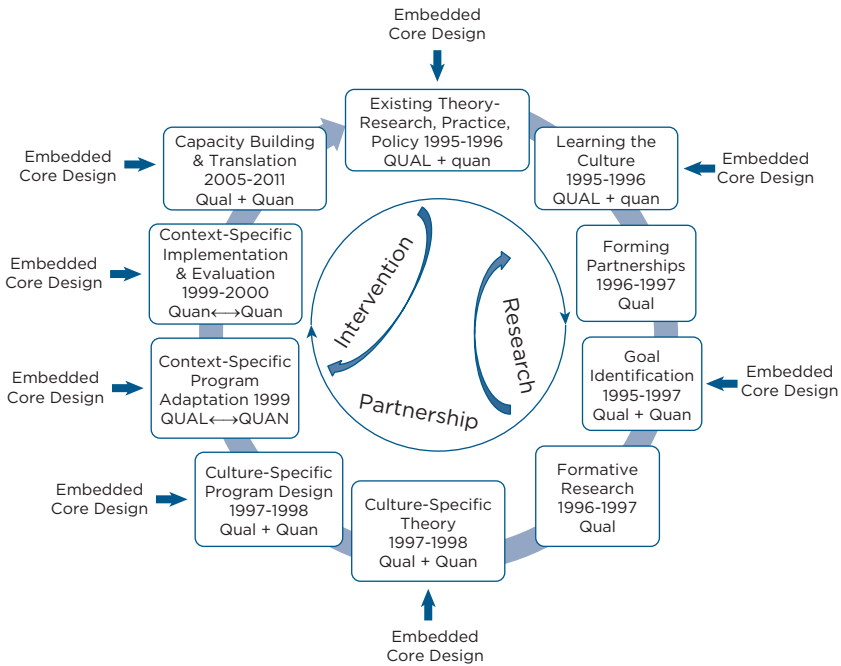 Embedded
Core Design
Existing Theory-
Research, Practice,
Policy 1995-1996
QUAL + quan
Learning the
Culture
1995-1996
QUAL + quan
Embedded
Core Design
Forming
Partnerships
1996-1997
Qual
Goal
Identification
1995-1997
Qual + Quan
Embedded
Core Design
Formative
Research
1996-1997
Qual
Culture-Specific
Theory
1997-1998
Qual + Quan
Embedded
Core Design
Culture-Specific
Program Design
1997-1998
Qual + Quan
Embedded
Core Design
Context-Specific
Program
Adaptation 1999
QUAL⟷QUAN
Embedded
Core Design
Context-Specific
Implementation
& Evaluation
1999-2000
Quan⟷Quan
Embedded
Core Design
Capacity Building
& Translation
2005-2011
Qual + Quan
Embedded
Core Design
Intervention
Research
Partnership